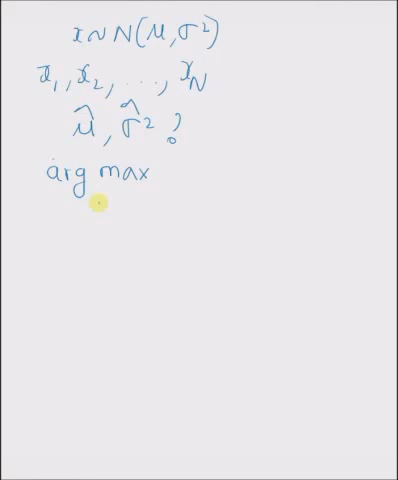 x ~ N(μ, σ²)
x₁, x₂, ..., x_N
μ̂, σ̂² ?
arg max